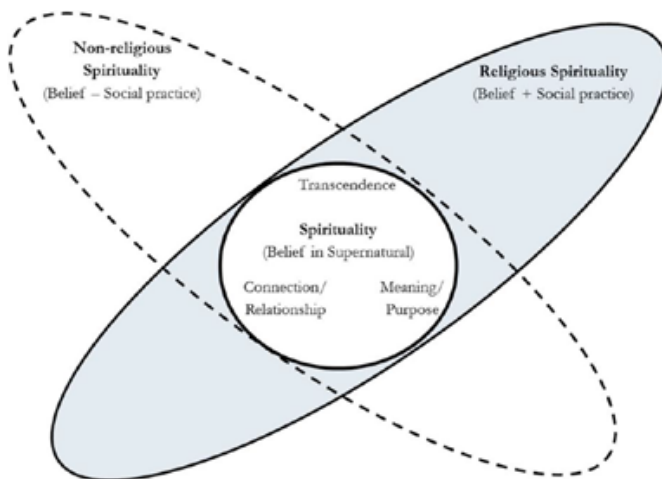 Non-religious
Spirituality
(Belief – Social practice)
Religious Spirituality
(Belief + Social practice)
Transcendence
Spirituality
(Belief in Supernatural)
Connection/
Relationship
Meaning/
Purpose